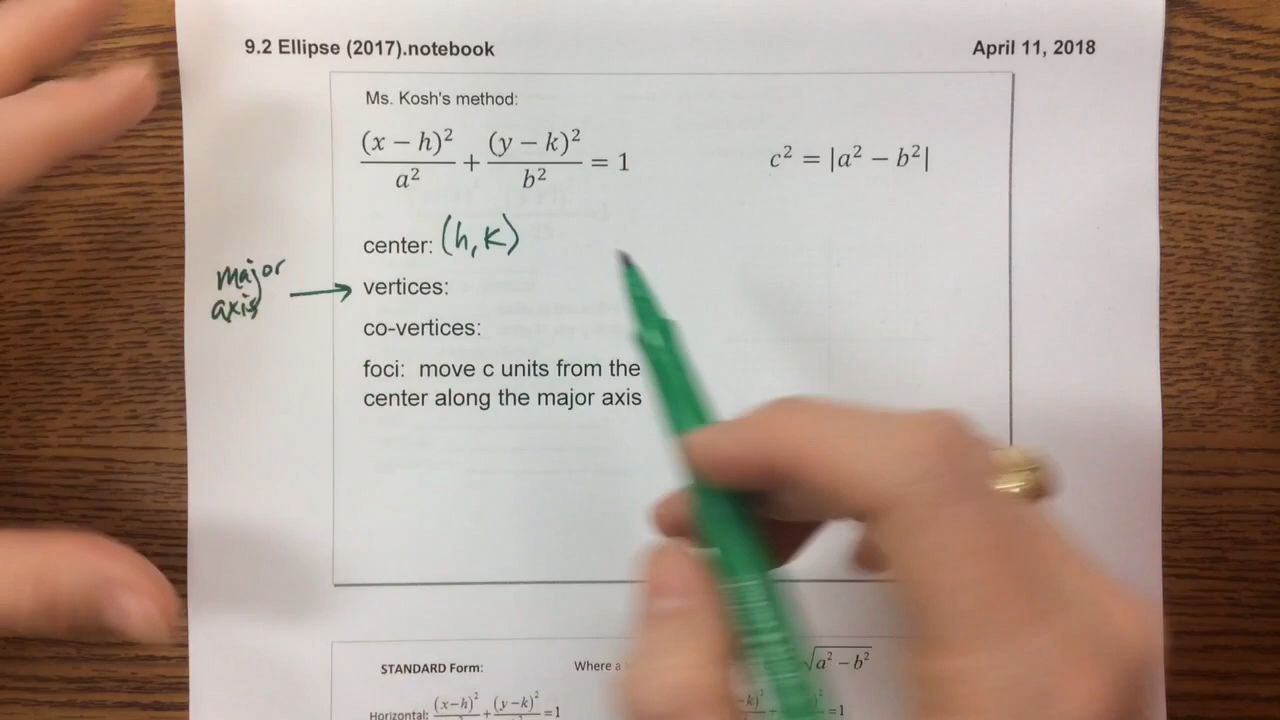 9.2 Ellipse (2017).notebook April 11, 2018
Ms. Kosh's method:
(x − h)²/a² + (y − k)²/b² = 1 c² = |a² − b²|
center: (h, k)
major axis → vertices:
co-vertices:
foci: move c units from the
center along the major axis
STANDARD Form: Where a √a² − b²
Horizontal: (x−h)² + (y−k)² =1 =1